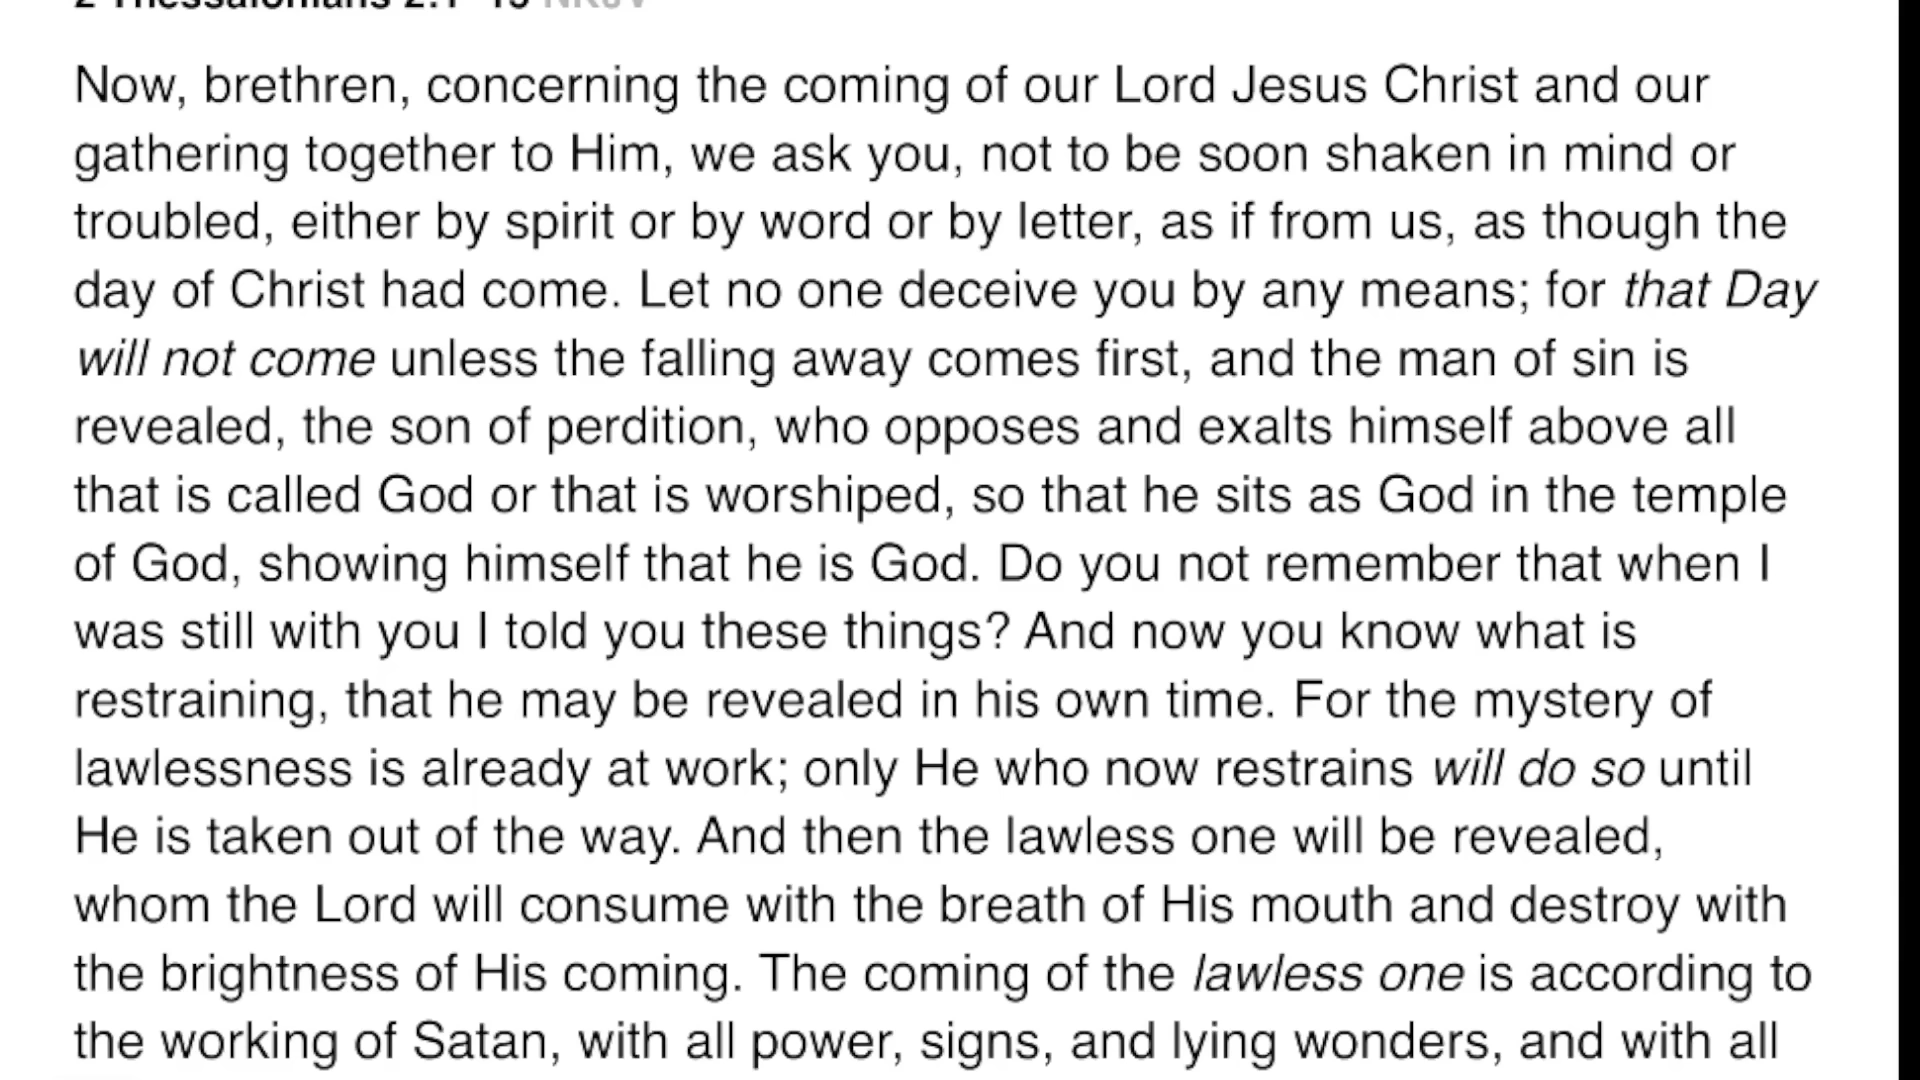 2 Thessalonians 2:1-15 NKJV
Now, brethren, concerning the coming of our Lord Jesus Christ and our
gathering together to Him, we ask you, not to be soon shaken in mind or
troubled, either by spirit or by word or by letter, as if from us, as though the
day of Christ had come. Let no one deceive you by any means; for that Day
will not come unless the falling away comes first, and the man of sin is
revealed, the son of perdition, who opposes and exalts himself above all
that is called God or that is worshiped, so that he sits as God in the temple
of God, showing himself that he is God. Do you not remember that when I
was still with you I told you these things? And now you know what is
restraining, that he may be revealed in his own time. For the mystery of
lawlessness is already at work; only He who now restrains will do so until
He is taken out of the way. And then the lawless one will be revealed,
whom the Lord will consume with the breath of His mouth and destroy with
the brightness of His coming. The coming of the lawless one is according to
the working of Satan, with all power, signs, and lying wonders, and with all